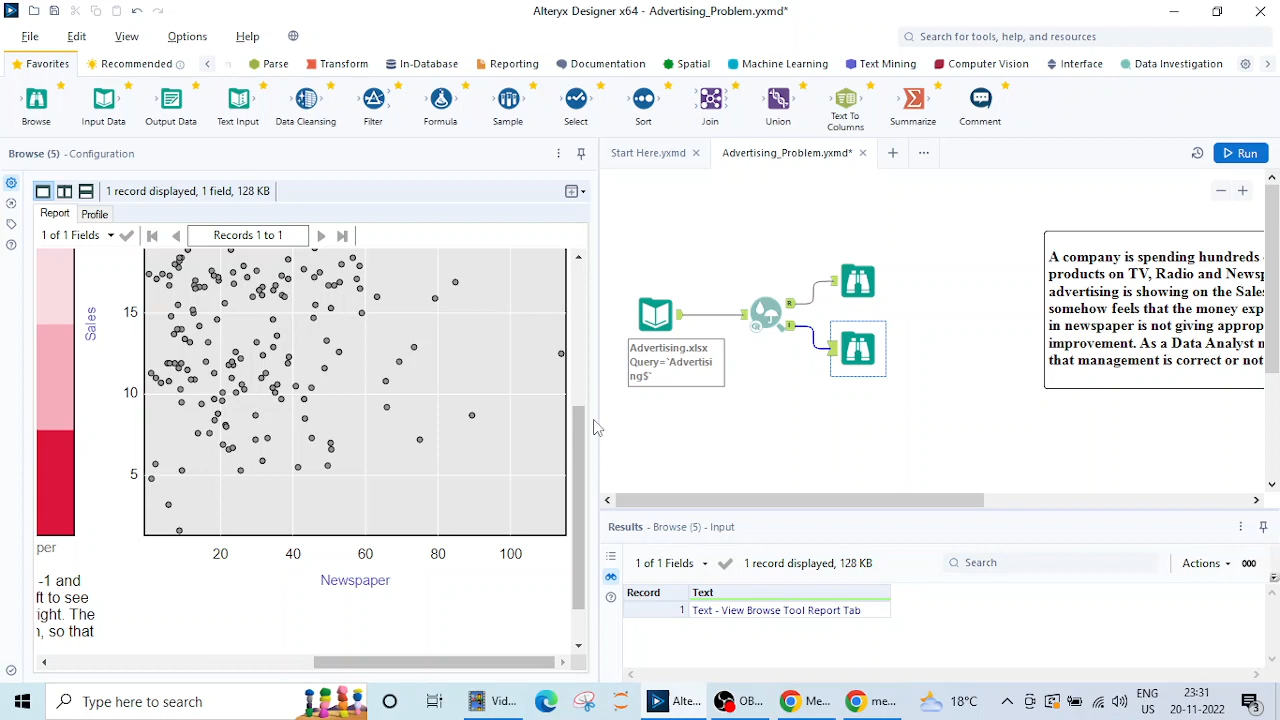 Alteryx Designer x64 - Advertising_Problem.yxmd*
File Edit View Options Help
Search for tools, help, and resources
Favorites Recommended Parse Transform In-Database Reporting Documentation Spatial Machine Learning Text Mining Computer Vision Interface Data Investigation
Browse Input Data Output Data Text Input Data Cleansing Filter Formula Sample Select Sort Join Union Text To Columns Summarize Comment
Browse (5) - Configuration
Start Here.yxmd Advertising_Problem.yxmd* Run
1 record displayed, 1 field, 128 KB
Report Profile
1 of 1 Fields Records 1 to 1
Sales
15
10
5
20 40 60 80 100
Newspaper
per
-1 and
ft to see
ight. The
n, so that
R
I
Advertising.xlsx
Query=`Advertisi
ng$`
A company is spending hundreds
products on TV, Radio and Newsp
advertising is showing on the Sales
somehow feels that the money exp
in newspaper is not giving approp
improvement. As a Data Analyst n
that management is correct or not
Results - Browse (5) - Input
1 of 1 Fields 1 record displayed, 128 KB Search Actions 000
Record Text
1 Text - View Browse Tool Report Tab
Type here to search
Vid... Alte... OB... Me... me... 18°C
ENG
US
23:31
20-11-2022
3